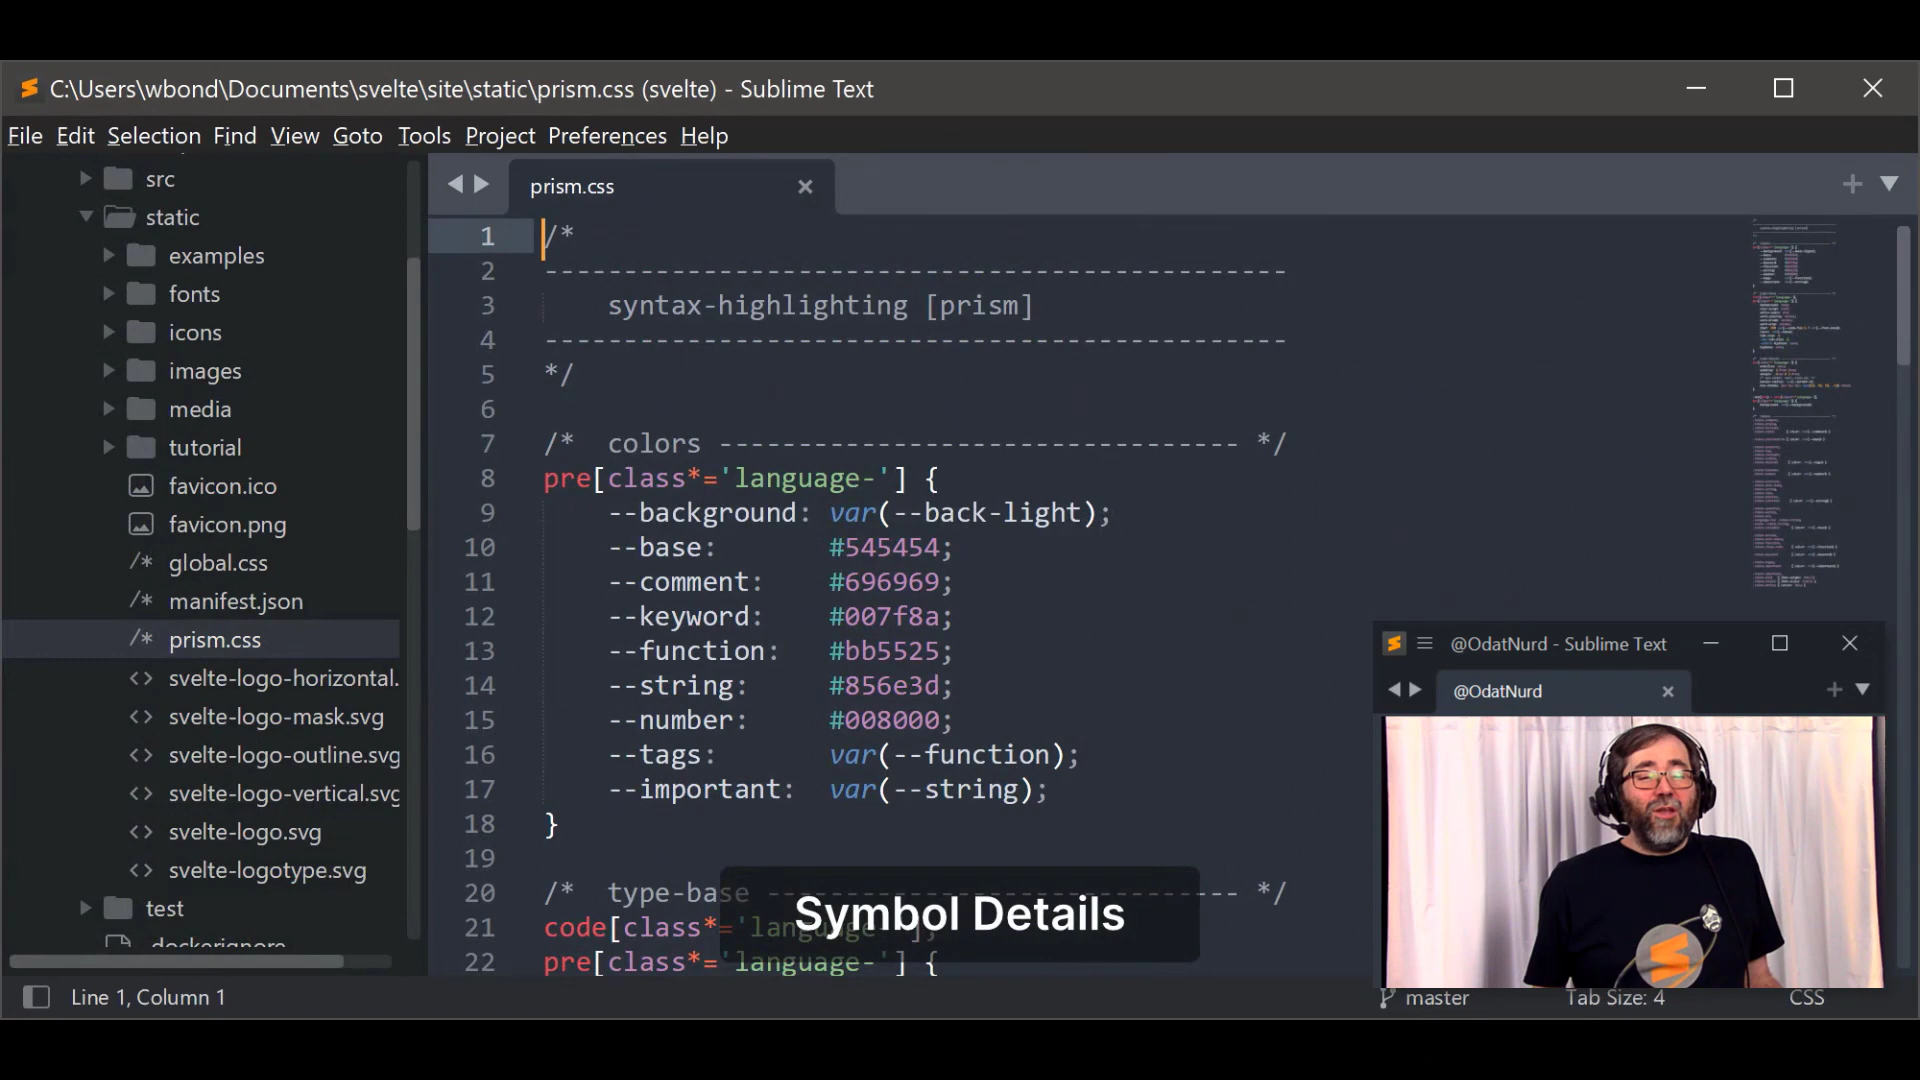 C:\Users\wbond\Documents\svelte\site\static\prism.css (svelte) - Sublime Text
File Edit Selection Find View Goto Tools Project Preferences Help
src
static
examples
fonts
icons
images
media
tutorial
favicon.ico
favicon.png
/* global.css
/* manifest.json
/* prism.css
<> svelte-logo-horizontal.
<> svelte-logo-mask.svg
<> svelte-logo-outline.svg
<> svelte-logo-vertical.svg
<> svelte-logo.svg
<> svelte-logotype.svg
test
.dockerignore
prism.css
1 /*
2 -----------------------------------------------
3 syntax-highlighting [prism]
4 -----------------------------------------------
5 */
6
7 /*  colors --------------------------------- */
8 pre[class*='language-'] {
9 --background: var(--back-light);
10 --base:       #545454;
11 --comment:    #696969;
12 --keyword:    #007f8a;
13 --function:   #bb5525;
14 --string:     #856e3d;
15 --number:     #008000;
16 --tags:       var(--function);
17 --important:  var(--string);
18 }
19
20 /*  type-base ------------------------------ */
21 code[class*='language-'],
22 pre[class*='language-'] {
Symbol Details
@OdatNurd - Sublime Text
@OdatNurd
Line 1, Column 1
master
Tab Size: 4
CSS